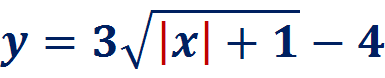 y = 3√(|x| + 1) − 4